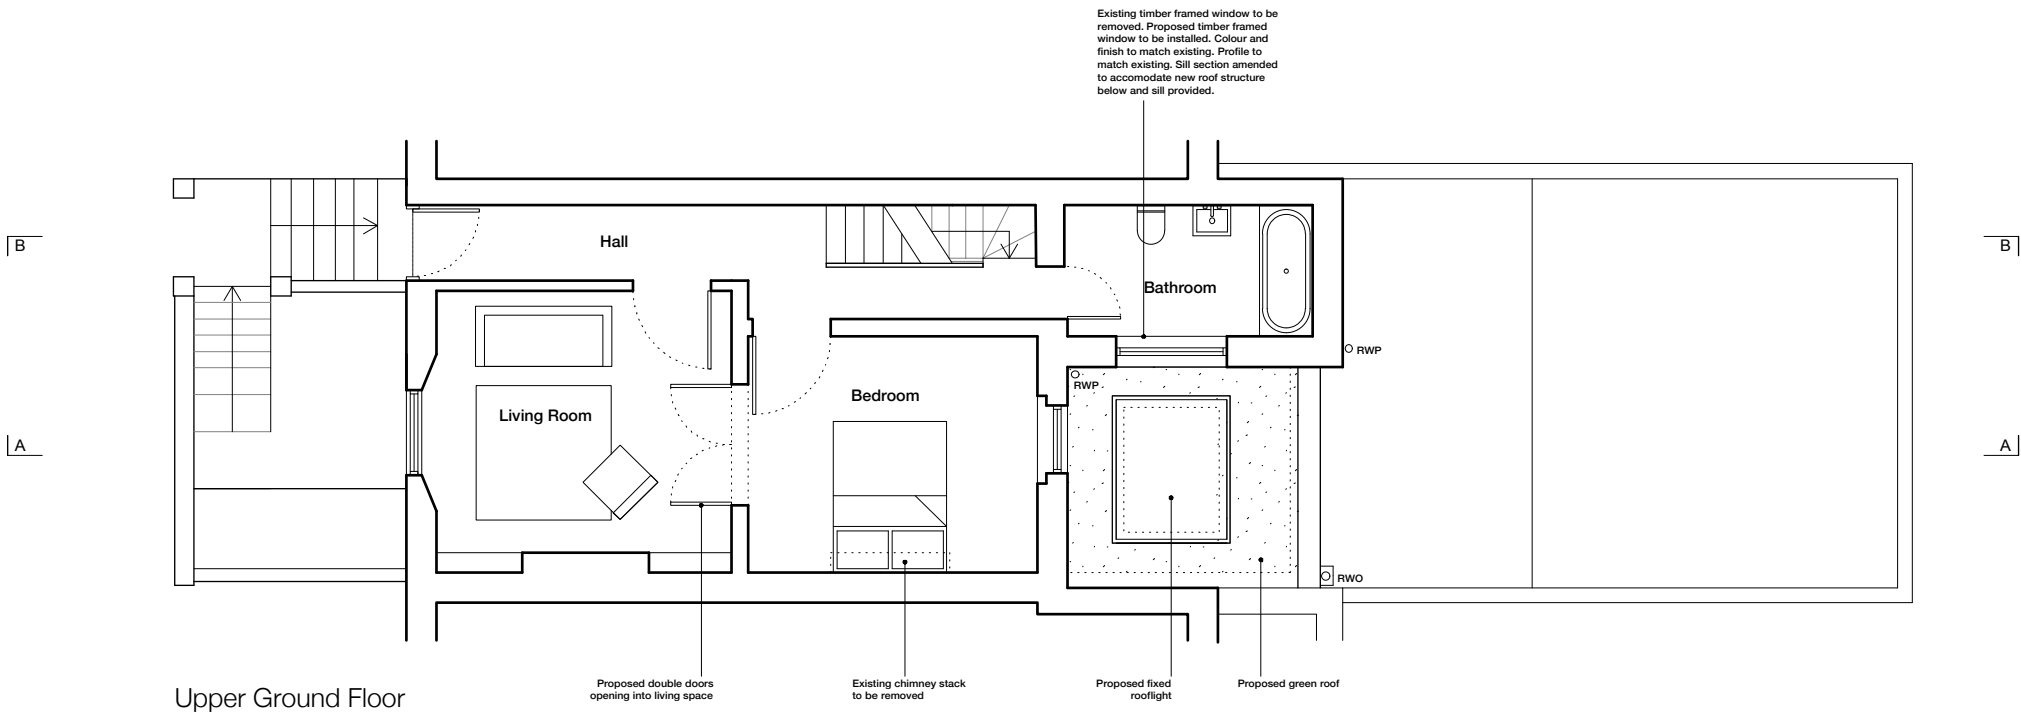 Existing timber framed window to be
removed. Proposed timber framed
window to be installed. Colour and
finish to match existing. Profile to
match existing. Sill section amended
to accomodate new roof structure
below and sill provided.
B
Hall
B
Bathroom
RWP
RWP
Bedroom
Living Room
A
A
RWO
Proposed double doors
opening into living space
Existing chimney stack
to be removed
Proposed fixed
rooflight
Proposed green roof
Upper Ground Floor